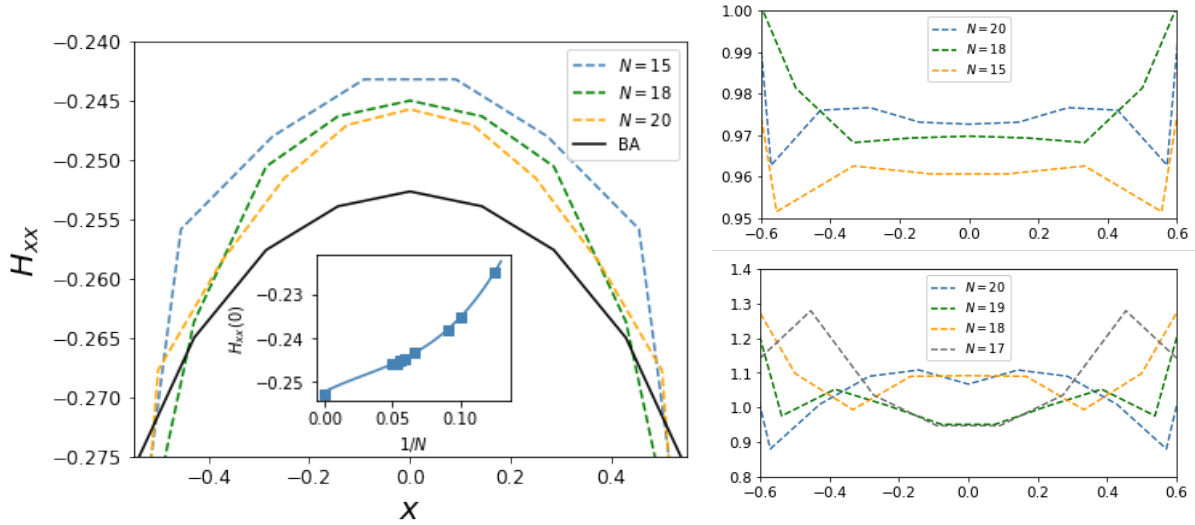 −0.240
−0.245
−0.250
−0.255
−0.260
−0.265
−0.270
−0.275
H_xx
N = 15
N = 18
N = 20
BA
−0.23
−0.24
−0.25
H_xx(0)
0.00 0.05 0.10
1/N
−0.4 −0.2 0.0 0.2 0.4
x
1.00
0.99
0.98
0.97
0.96
0.95
N = 20
N = 18
N = 15
−0.6 −0.4 −0.2 0.0 0.2 0.4 0.6
1.4
1.3
1.2
1.1
1.0
0.9
0.8
N = 20
N = 19
N = 18
N = 17
−0.6 −0.4 −0.2 0.0 0.2 0.4 0.6